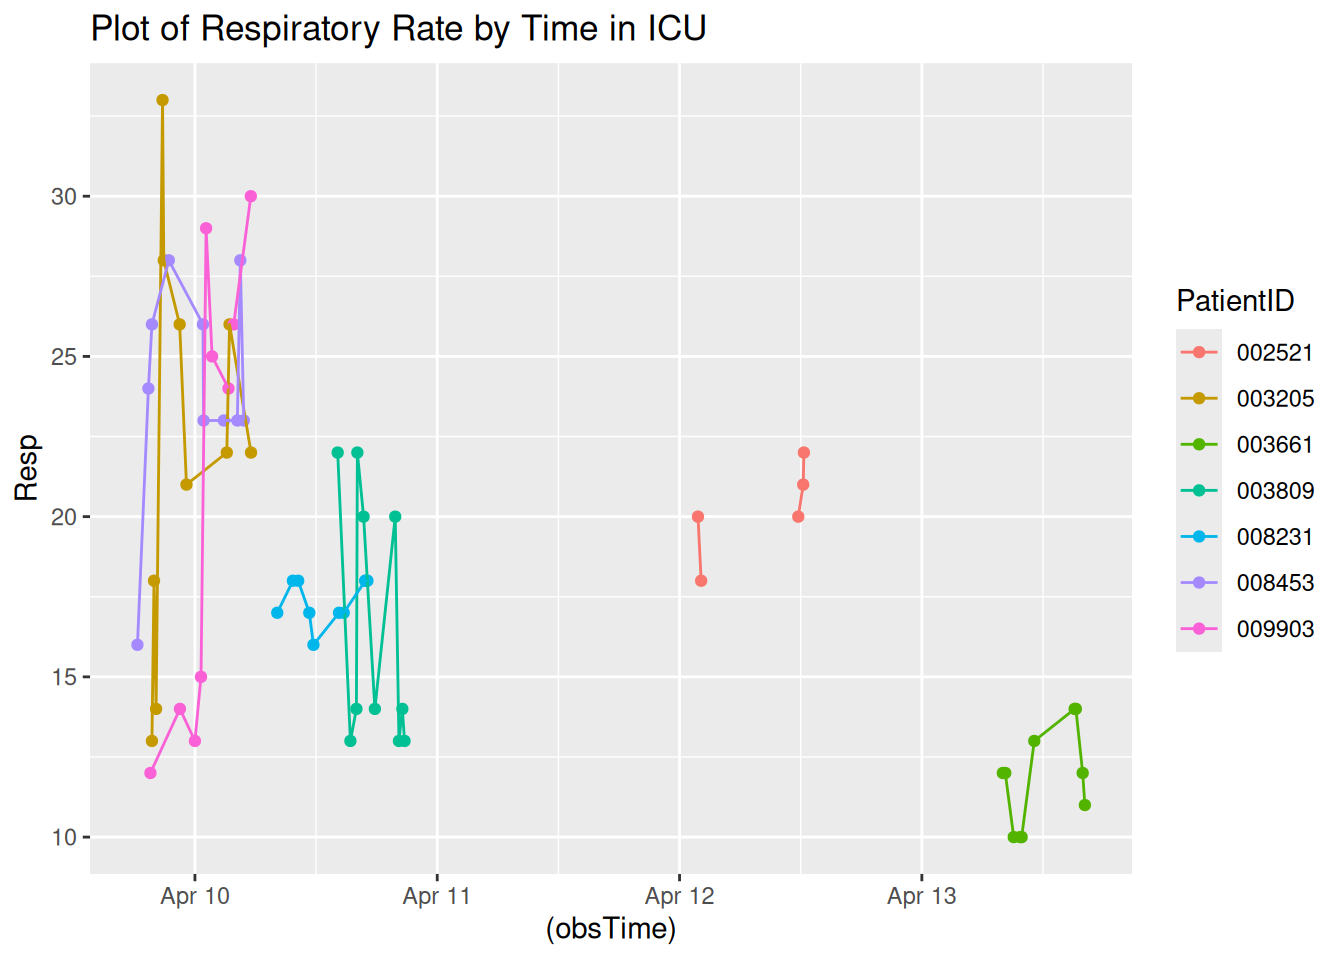 Plot of Respiratory Rate by Time in ICU
Resp
30
25
20
15
10
Apr 10
Apr 11
Apr 12
Apr 13
(obsTime)
PatientID
002521
003205
003661
003809
008231
008453
009903